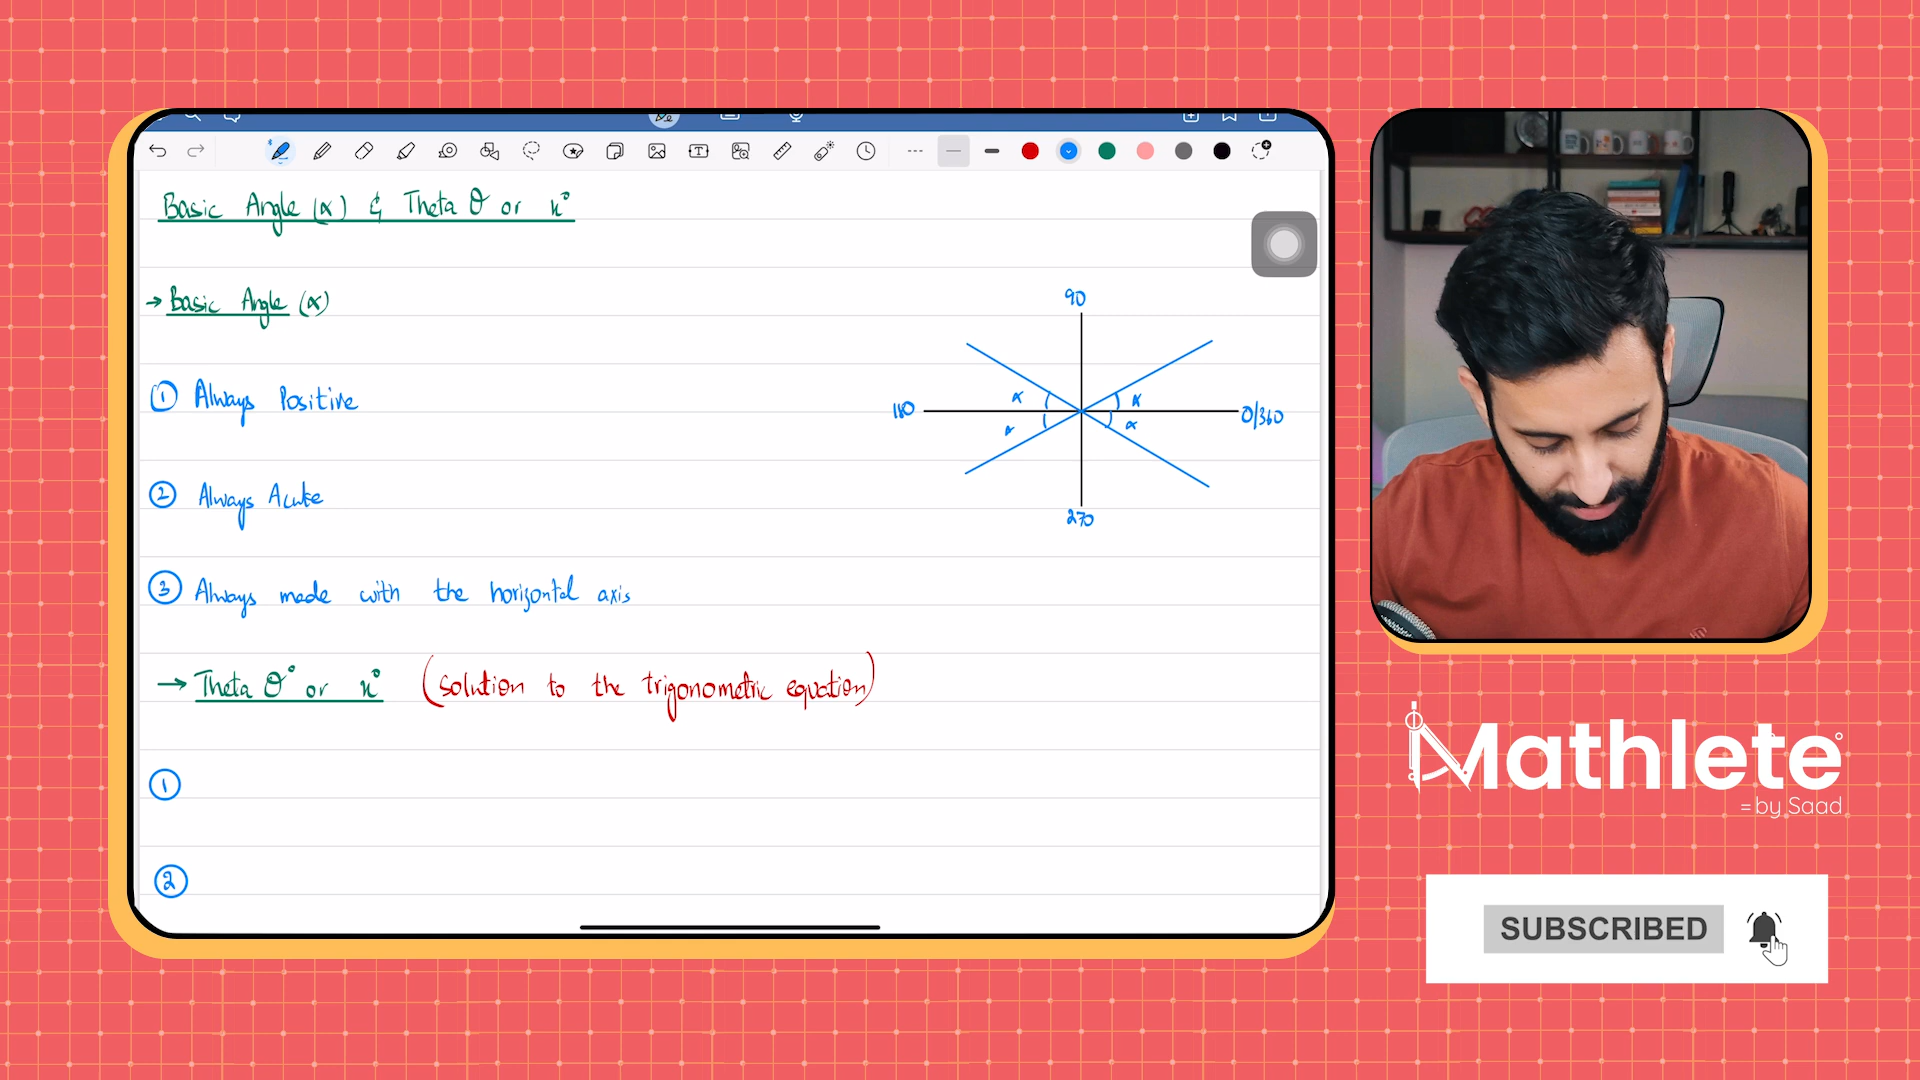 Basic Angle (α) & Theta θ or x°
→ Basic Angle (α)
90
① Always Positive
α α
180 0/360
α α
② Always Acute
270
③ Always made with the horizontal axis
→ Theta θ° or x° (solution to the trigonometric equation)
①
②
Mathlete°
= by Saad
SUBSCRIBED